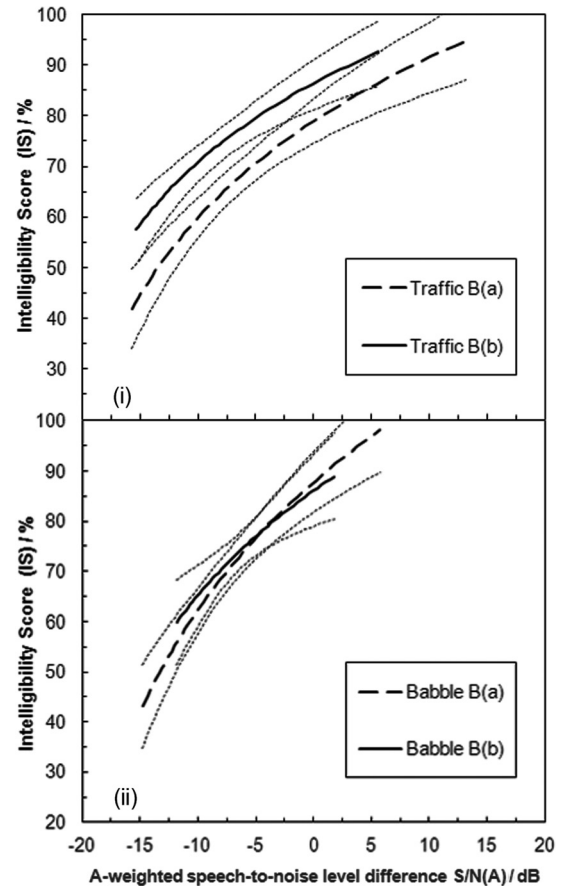 100
90
80
70
60
50
40
30
Intelligibility Score (IS) / %
Traffic B(a)
Traffic B(b)
(i)
100
90
80
70
60
50
40
30
20
Intelligibility Score (IS) / %
Babble B(a)
Babble B(b)
(ii)
-20 -15 -10 -5 0 5 10 15 20
A-weighted speech-to-noise level difference S/N(A) / dB